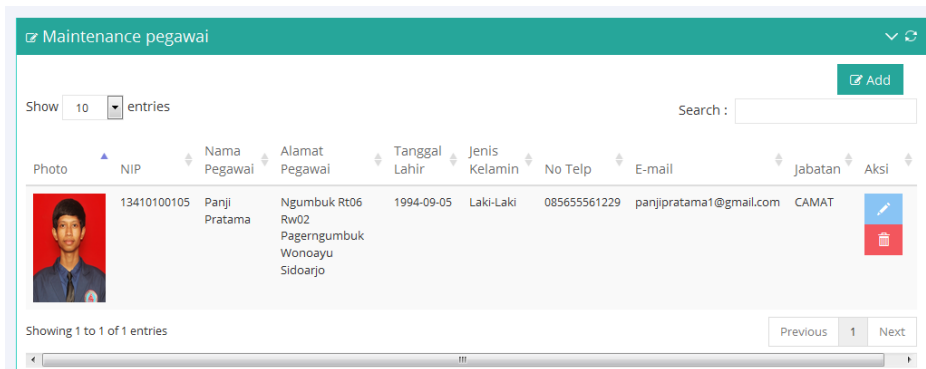 Maintenance pegawai
Add
Show 10 entries
Search :
Photo NIP Nama Pegawai Alamat Pegawai Tanggal Lahir Jenis Kelamin No Telp E-mail Jabatan Aksi
13410100105 Panji Ngumbuk Rt06 1994-09-05 Laki-Laki 085655561229 panjipratama1@gmail.com CAMAT
Pratama Rw02
Pagerngumbuk
Wonoayu
Sidoarjo
Showing 1 to 1 of 1 entries
Previous 1 Next